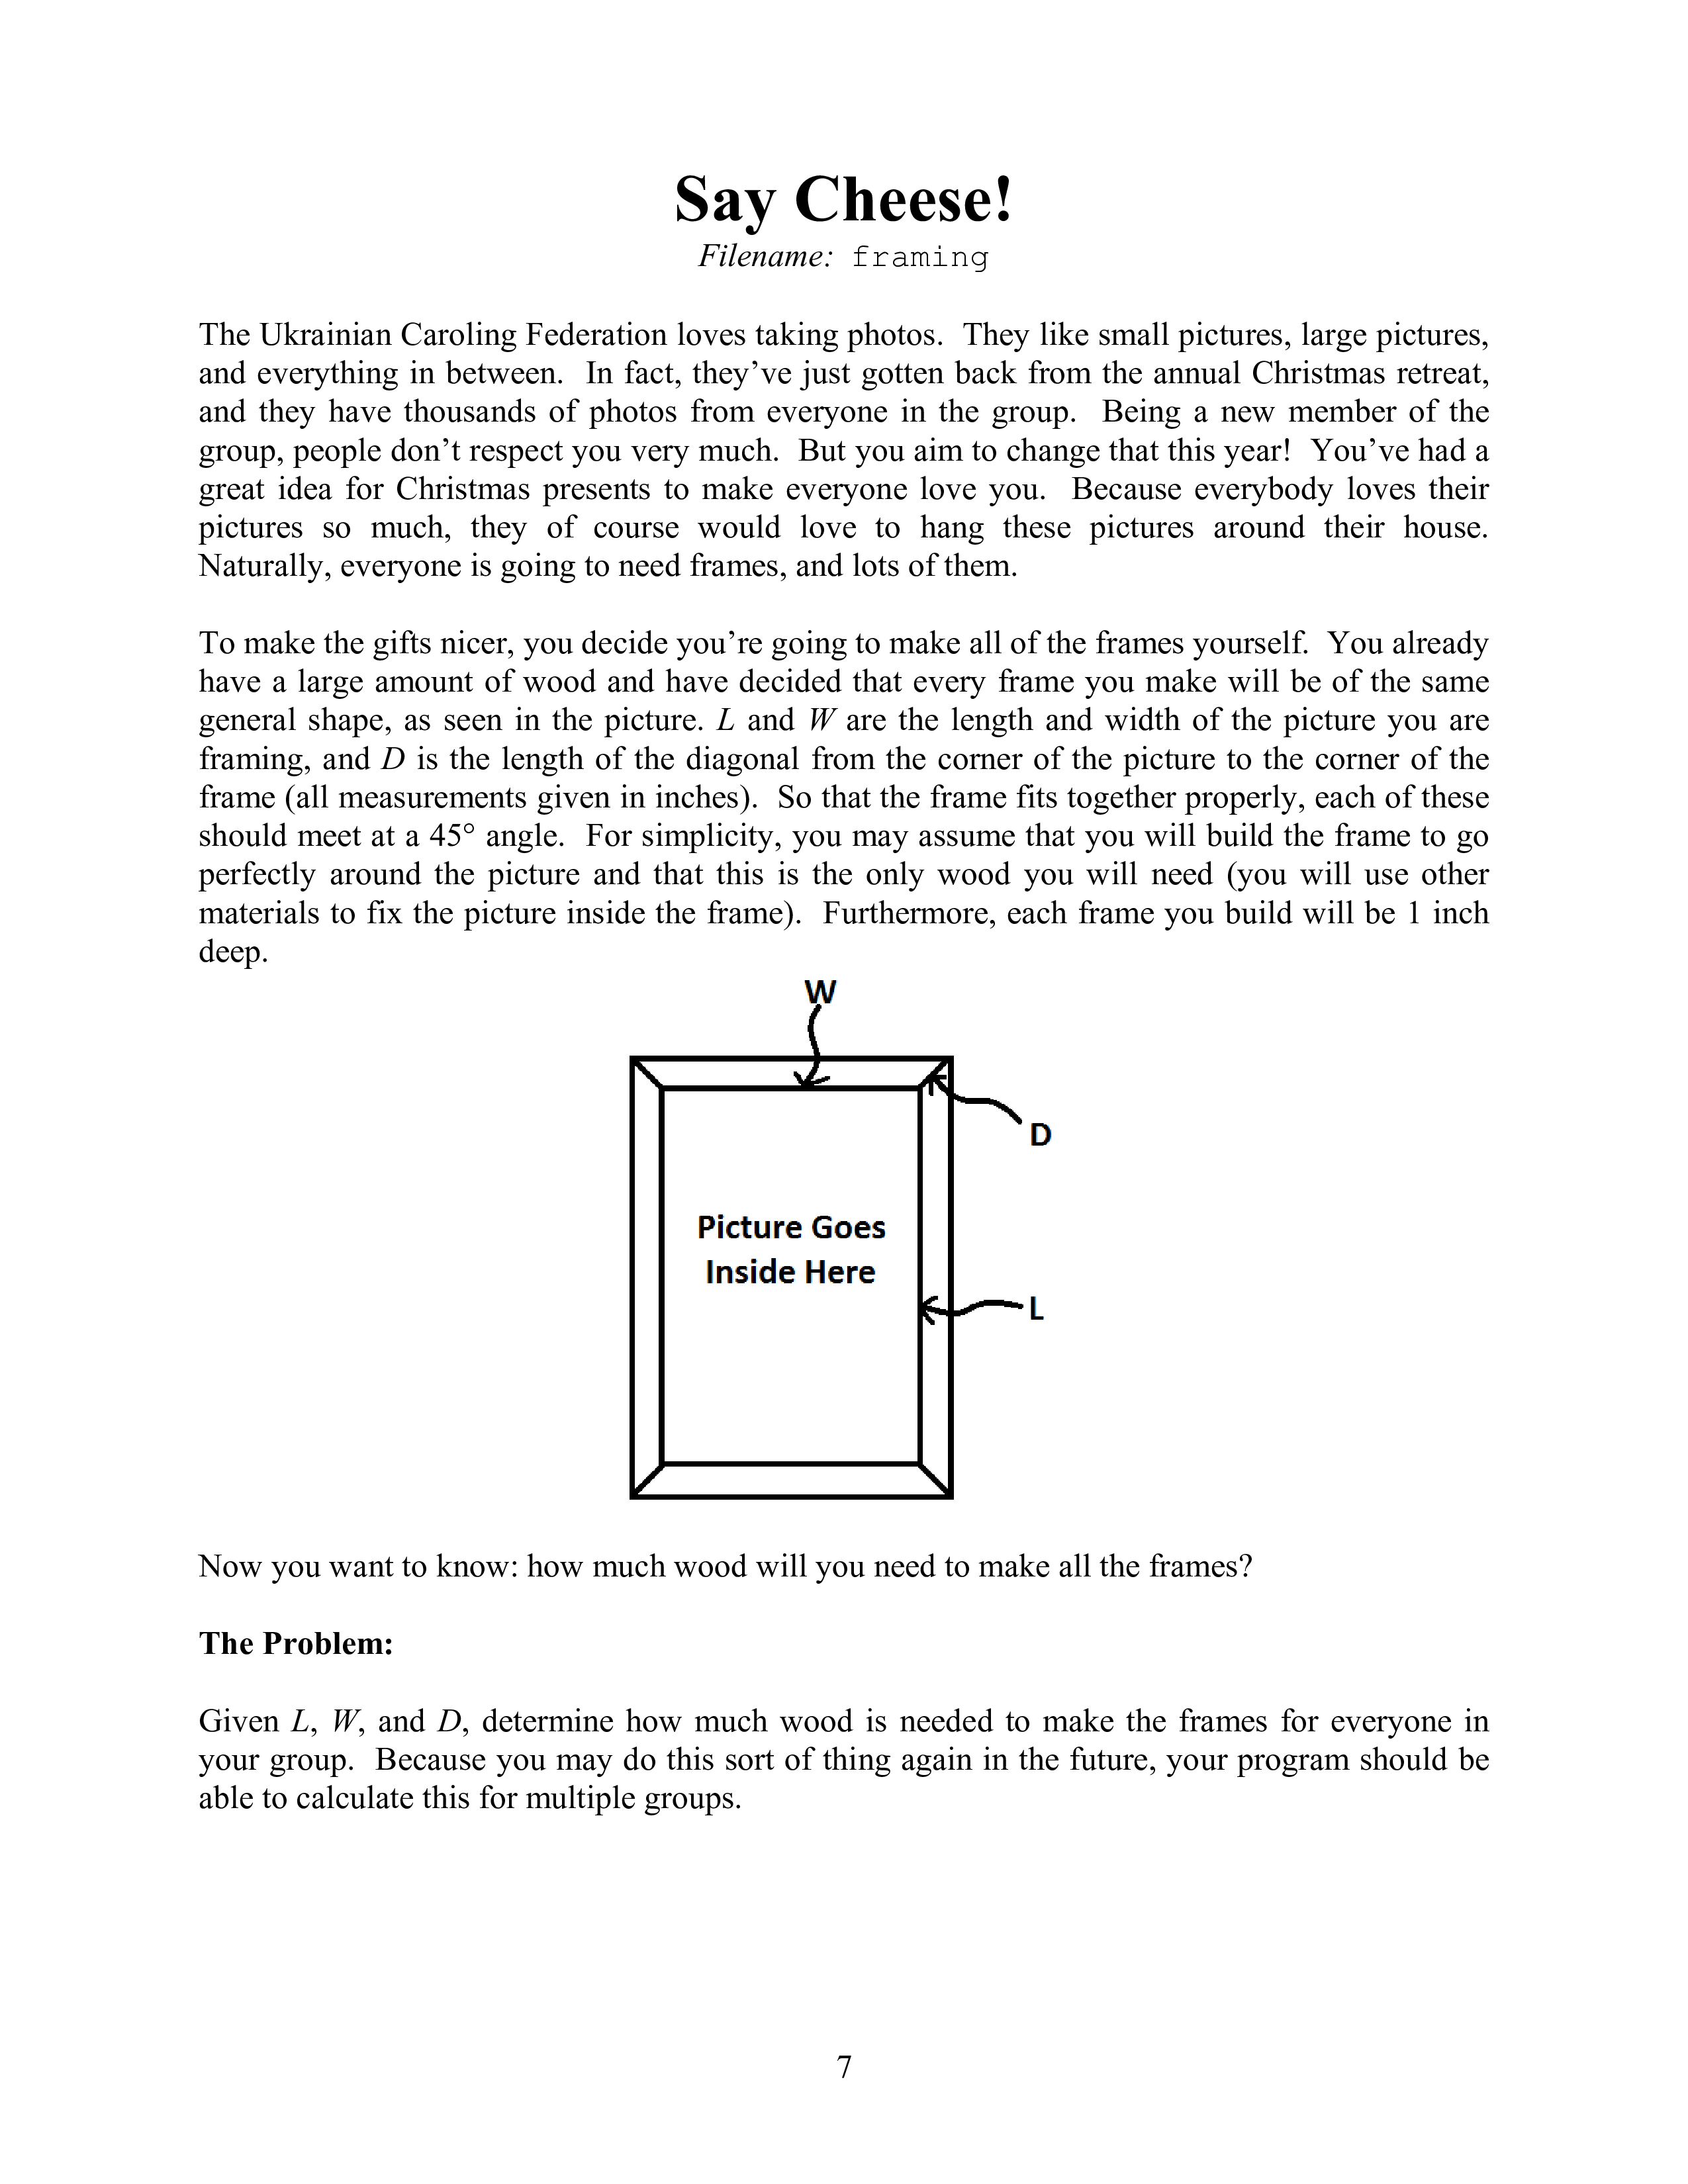 Say Cheese!
Filename: framing
The Ukrainian Caroling Federation loves taking photos. They like small pictures, large pictures,
and everything in between. In fact, they’ve just gotten back from the annual Christmas retreat,
and they have thousands of photos from everyone in the group. Being a new member of the
group, people don’t respect you very much. But you aim to change that this year! You’ve had a
great idea for Christmas presents to make everyone love you. Because everybody loves their
pictures so much, they of course would love to hang these pictures around their house.
Naturally, everyone is going to need frames, and lots of them.
To make the gifts nicer, you decide you’re going to make all of the frames yourself. You already
have a large amount of wood and have decided that every frame you make will be of the same
general shape, as seen in the picture. L and W are the length and width of the picture you are
framing, and D is the length of the diagonal from the corner of the picture to the corner of the
frame (all measurements given in inches). So that the frame fits together properly, each of these
should meet at a 45° angle. For simplicity, you may assume that you will build the frame to go
perfectly around the picture and that this is the only wood you will need (you will use other
materials to fix the picture inside the frame). Furthermore, each frame you build will be 1 inch
deep.
W
D
Picture Goes
Inside Here
L
Now you want to know: how much wood will you need to make all the frames?
The Problem:
Given L, W, and D, determine how much wood is needed to make the frames for everyone in
your group. Because you may do this sort of thing again in the future, your program should be
able to calculate this for multiple groups.
7